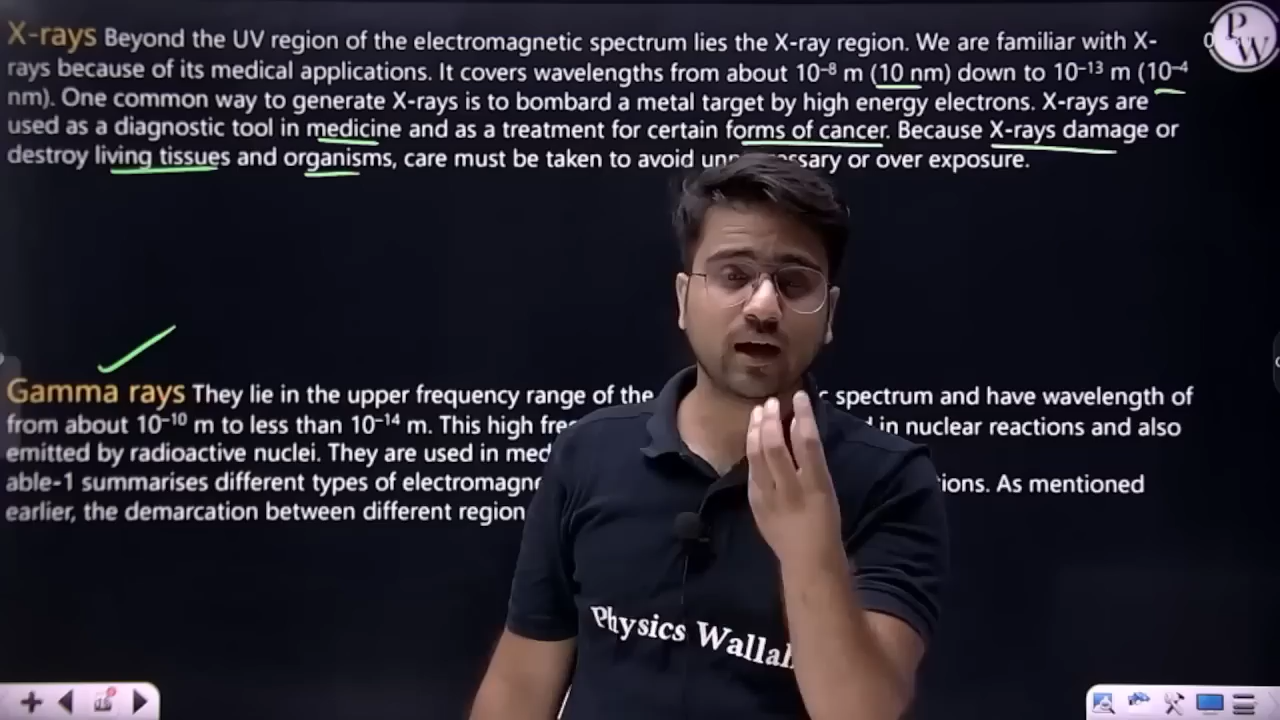 X-rays Beyond the UV region of the electromagnetic spectrum lies the X-ray region. We are familiar with X-
rays because of its medical applications. It covers wavelengths from about 10⁻⁸ m (10 nm) down to 10⁻¹³ m (10⁻⁴
nm). One common way to generate X-rays is to bombard a metal target by high energy electrons. X-rays are
used as a diagnostic tool in medicine and as a treatment for certain forms of cancer. Because X-rays damage or
destroy living tissues and organisms, care must be taken to avoid un ssary or over exposure.
Gamma rays They lie in the upper frequency range of the c spectrum and have wavelength of
from about 10⁻¹⁰ m to less than 10⁻¹⁴ m. This high fre in nuclear reactions and also
emitted by radioactive nuclei. They are used in med
able-1 summarises different types of electromagne ions. As mentioned
earlier, the demarcation between different region
PW
Physics Wallah